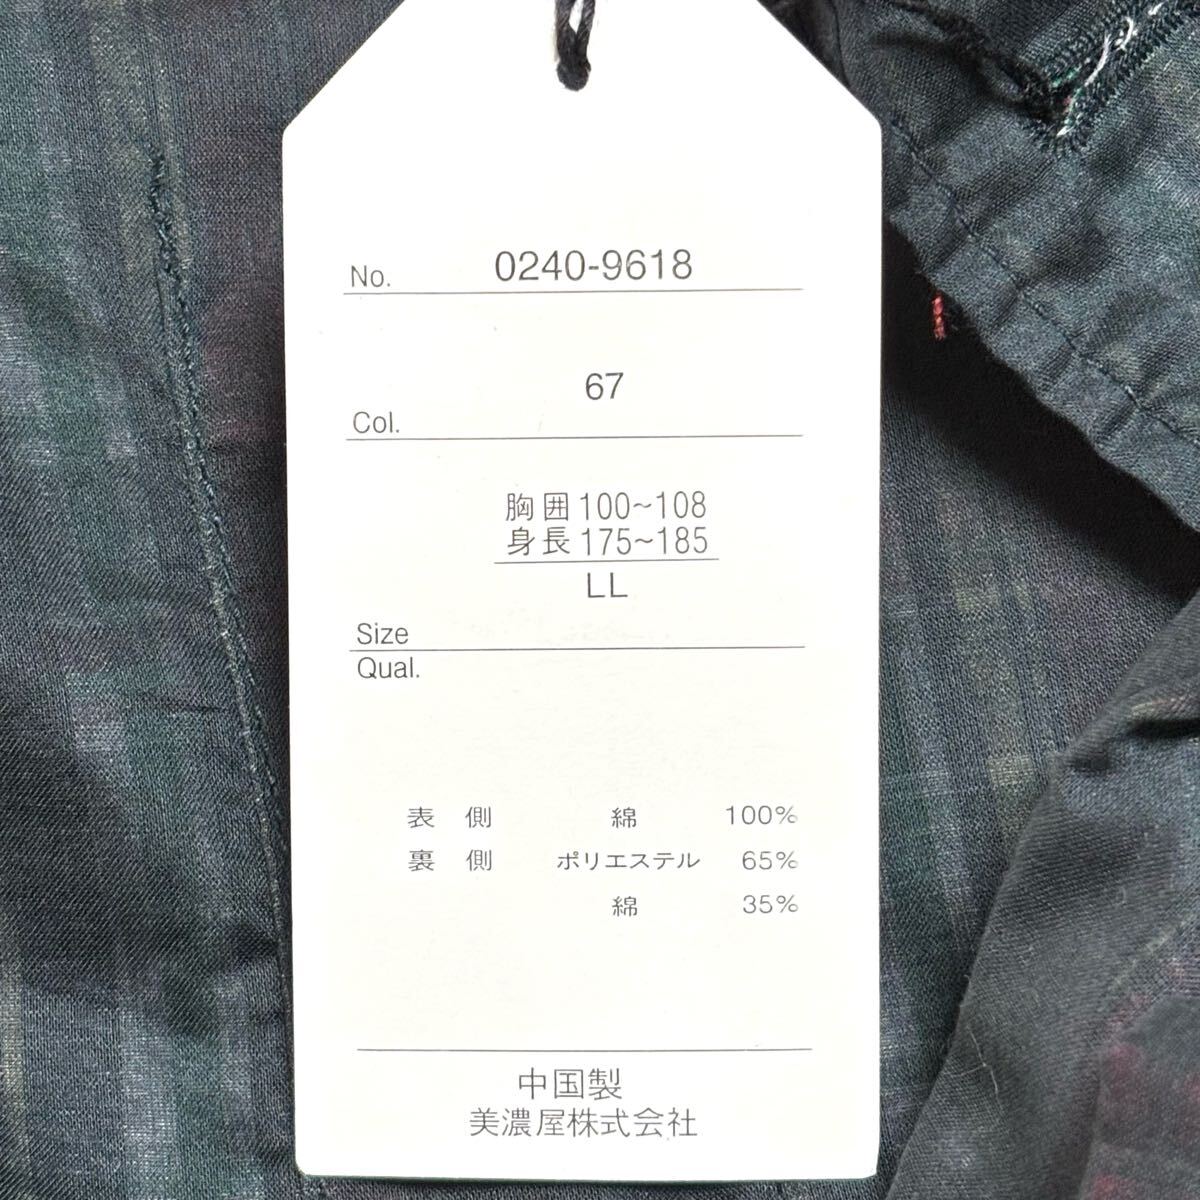 No. 0240-9618
Col. 67
胸囲100~108
身長175~185
LL
Size
Qual.
表側 綿 100%
裏側 ポリエステル 65%
綿 35%
中国製
美濃屋株式会社